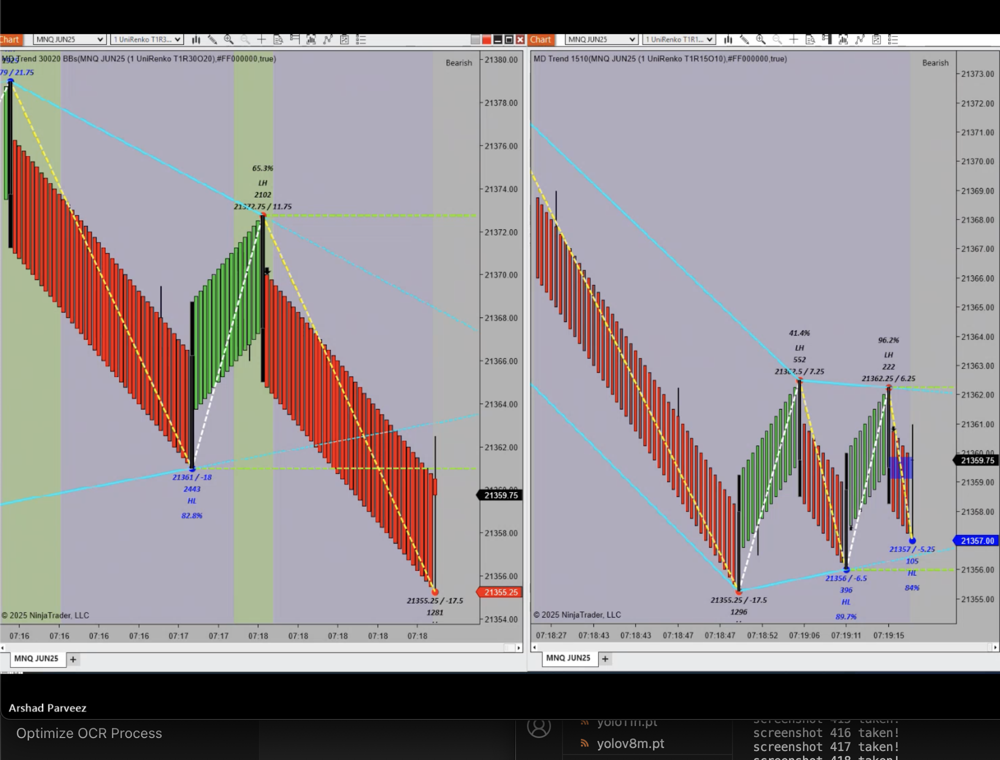 Chart
MNQ JUN25
1 UniRenko T1R3...
MD Trend 30020 BBs(MNQ JUN25 (1 UniRenko T1R30O20),#FF000000,true)
79 / 21.75
Bearish
65.3%
LH
2102
21372.75 / 11.75
21361 / -18
2443
HL
82.8%
21355.25 / -17.5
1281
21380.00
21378.00
21376.00
21374.00
21372.00
21370.00
21368.00
21366.00
21364.00
21362.00
21359.75
21358.00
21356.00
21355.25
21354.00
© 2025 NinjaTrader, LLC
07:16 07:16 07:16 07:17 07:17 07:18 07:18 07:18 07:18
MNQ JUN25 +
Chart
MNQ JUN25
1 UniRenko T1R1...
MD Trend 1510(MNQ JUN25 (1 UniRenko T1R15O10),#FF000000,true)
Bearish
41.4%
LH
552
21362.5 / 7.25
96.2%
LH
222
21362.25 / 6.25
21355.25 / -17.5
1296
21356 / -6.5
396
HL
89.7%
21357 / -5.25
105
HL
84%
21373.00
21372.00
21371.00
21370.00
21369.00
21368.00
21367.00
21366.00
21365.00
21364.00
21363.00
21362.00
21361.00
21359.75
21359.00
21358.00
21357.00
21356.00
21355.00
© 2025 NinjaTrader, LLC
07:18:27 07:18:43 07:18:43 07:18:47 07:18:47 07:18:52 07:19:06 07:19:11 07:19:15
MNQ JUN25 +
Arshad Parveez
Optimize OCR Process
yolo11n.pt
yolov8m.pt
screenshot 415 taken!
screenshot 416 taken!
screenshot 417 taken!
screenshot 418 taken!